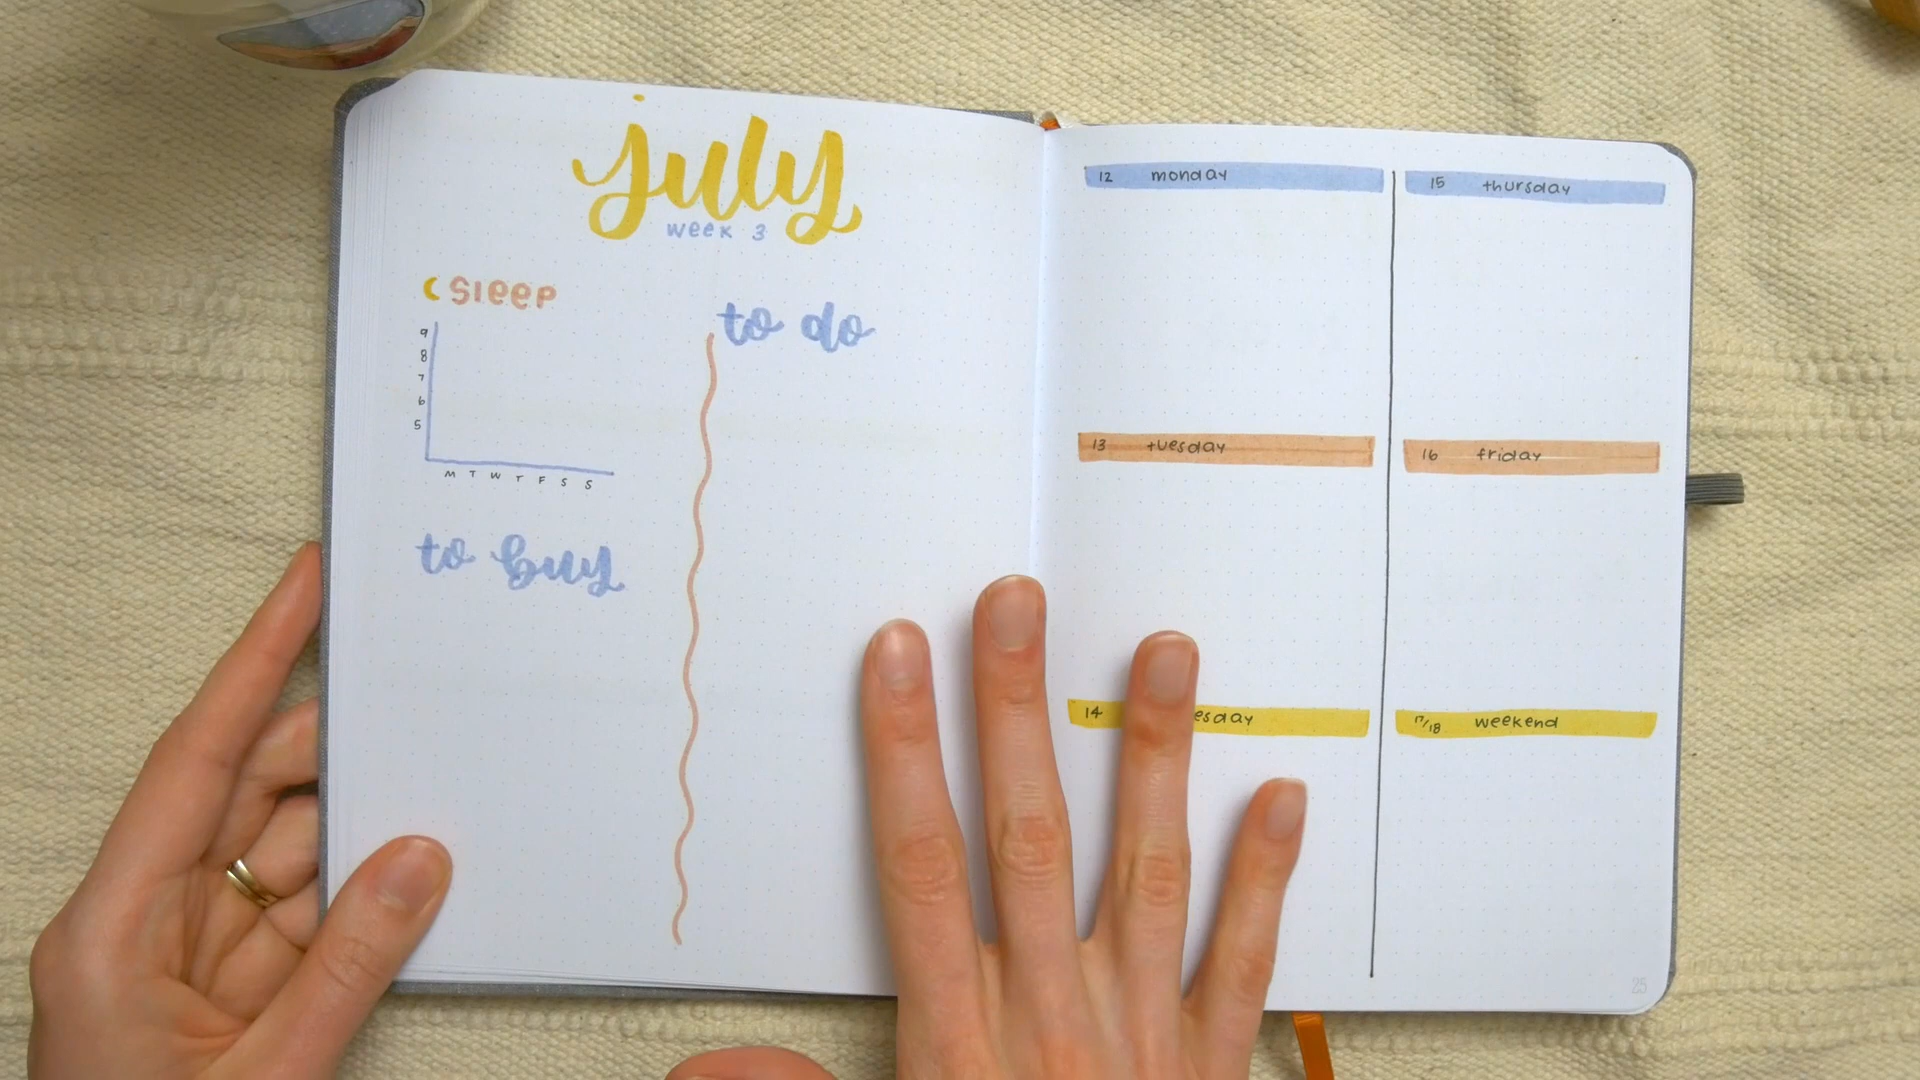 july
week 3
sleep
9
8
7
6
5
M T W T F S S
to buy
to do
12 monday
13 tuesday
14 esday
15 thursday
16 friday
17/18 weekend
25